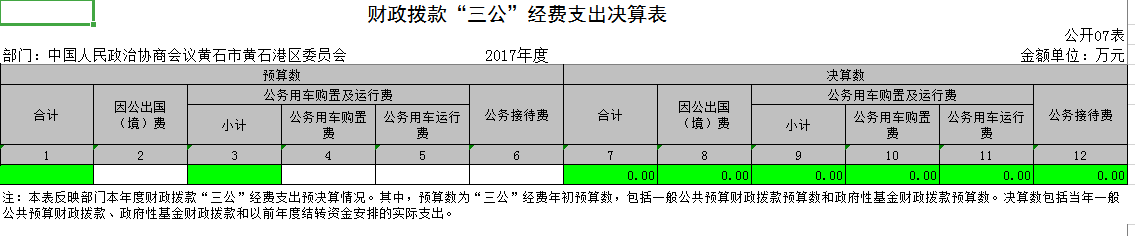 财政拨款“三公”经费支出决算表
公开07表
部门：中国人民政治协商会议黄石市黄石港区委员会 2017年度 金额单位：万元
预算数 决算数
合计 因公出国（境）费 公务用车购置及运行费 公务接待费 合计 因公出国（境）费 公务用车购置及运行费 公务接待费
小计 公务用车购置费 公务用车运行费 小计 公务用车购置费 公务用车运行费
1 2 3 4 5 6 7 8 9 10 11 12
0.00 0.00 0.00 0.00 0.00 0.00
注：本表反映部门本年度财政拨款“三公”经费支出预决算情况。其中，预算数为“三公”经费年初预算数，包括一般公共预算财政拨款预算数和政府性基金财政拨款预算数。决算数包括当年一般
公共预算财政拨款、政府性基金财政拨款和以前年度结转资金安排的实际支出。